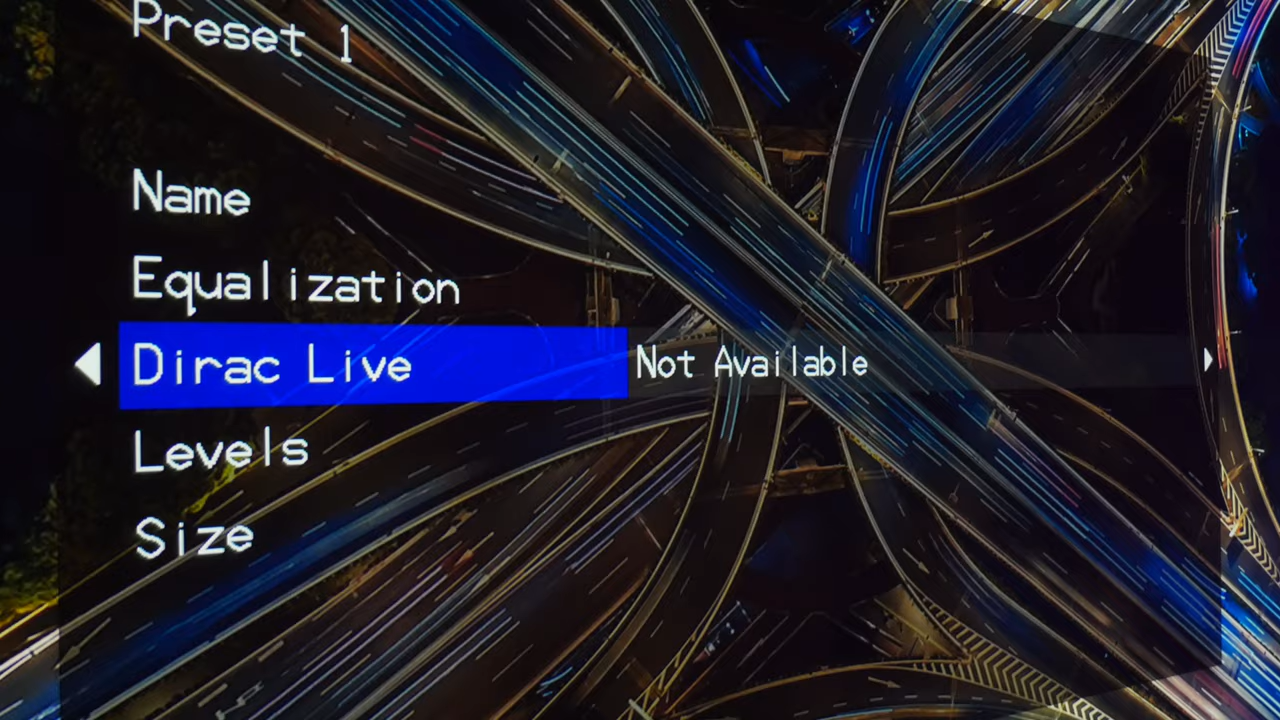 Preset 1
Name
Equalization
Dirac Live Not Available
Levels
Size